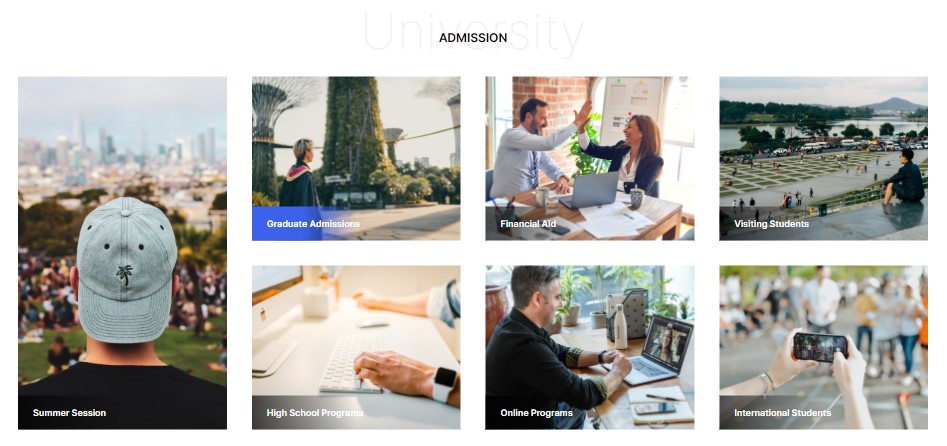 University
ADMISSION
Summer Session
Graduate Admissions
Financial Aid
Visiting Students
High School Programs
Online Programs
International Students